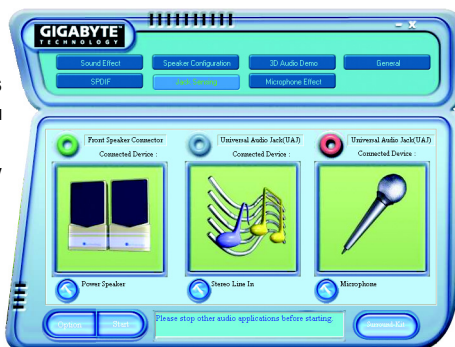 GIGABYTE™
TECHNOLOGY
Sound Effect
Speaker Configuration
3D Audio Demo
General
SPDIF
Jack Sensing
Microphone Effect
Front Speaker Connector
Connected Device :
Universal Audio Jack(UAJ)
Connected Device :
Universal Audio Jack(UAJ)
Connected Device :
Power Speaker
Stereo Line In
Microphone
Option
Start
Please stop other audio applications before starting.
Surround-Kit